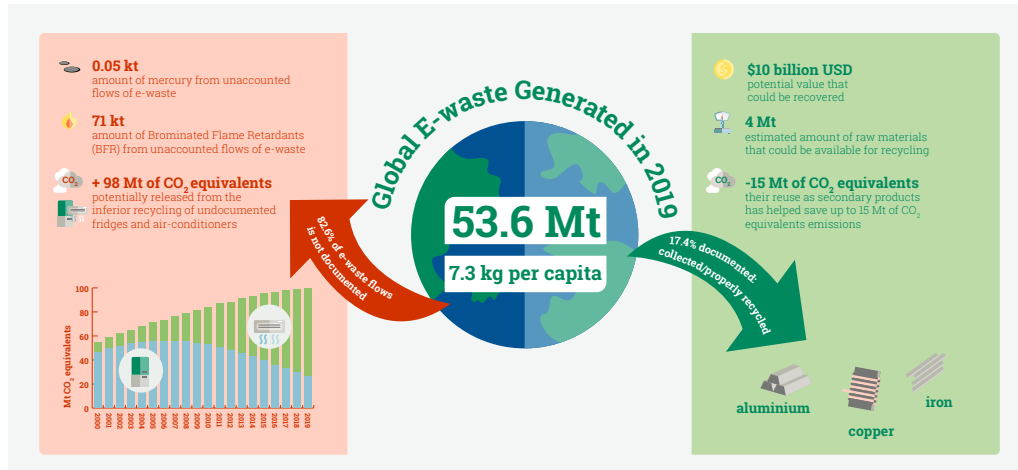 Global E-waste Generated in 2019
53.6 Mt
7.3 kg per capita
82.6% of e-waste flows
is not documented
17.4% documented:
collected/properly recycled
0.05 kt
amount of mercury from unaccounted
flows of e-waste
71 kt
amount of Brominated Flame Retardants
(BFR) from unaccounted flows of e-waste
CO2
+ 98 Mt of CO2 equivalents
potentially released from the
inferior recycling of undocumented
fridges and air-conditioners
Mt CO2 equivalents
100
80
60
40
20
0
2000
2001
2002
2003
2004
2005
2006
2007
2008
2009
2010
2011
2012
2013
2014
2015
2016
2017
2018
2019
$10 billion USD
potential value that
could be recovered
4 Mt
estimated amount of raw materials
that could be available for recycling
CO2
-15 Mt of CO2 equivalents
their reuse as secondary products
has helped save up to 15 Mt of CO2
equivalents emissions
aluminium
copper
iron